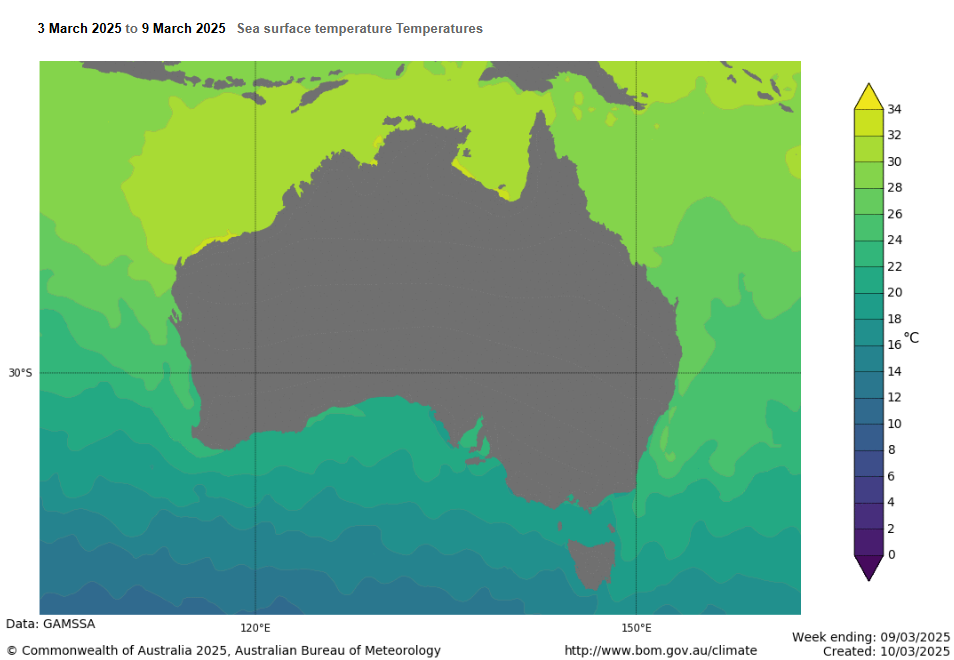 3 March 2025 to 9 March 2025 Sea surface temperature Temperatures
34
32
30
28
26
24
22
20
18
16
14
12
10
8
6
4
2
0
°C
30°S
120°E
150°E
Data: GAMSSA
© Commonwealth of Australia 2025, Australian Bureau of Meteorology
http://www.bom.gov.au/climate
Week ending: 09/03/2025
Created: 10/03/2025